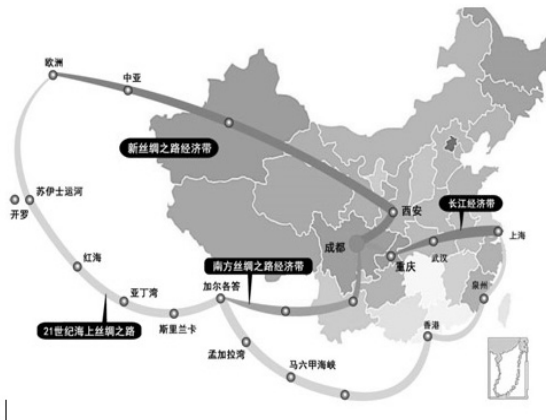 欧洲
中亚
新丝绸之路经济带
西安
长江经济带
苏伊士运河
开罗
成都
重庆
武汉
上海
红海
南方丝绸之路经济带
加尔各答
泉州
亚丁湾
21世纪海上丝绸之路
斯里兰卡
香港
孟加拉湾
马六甲海峡